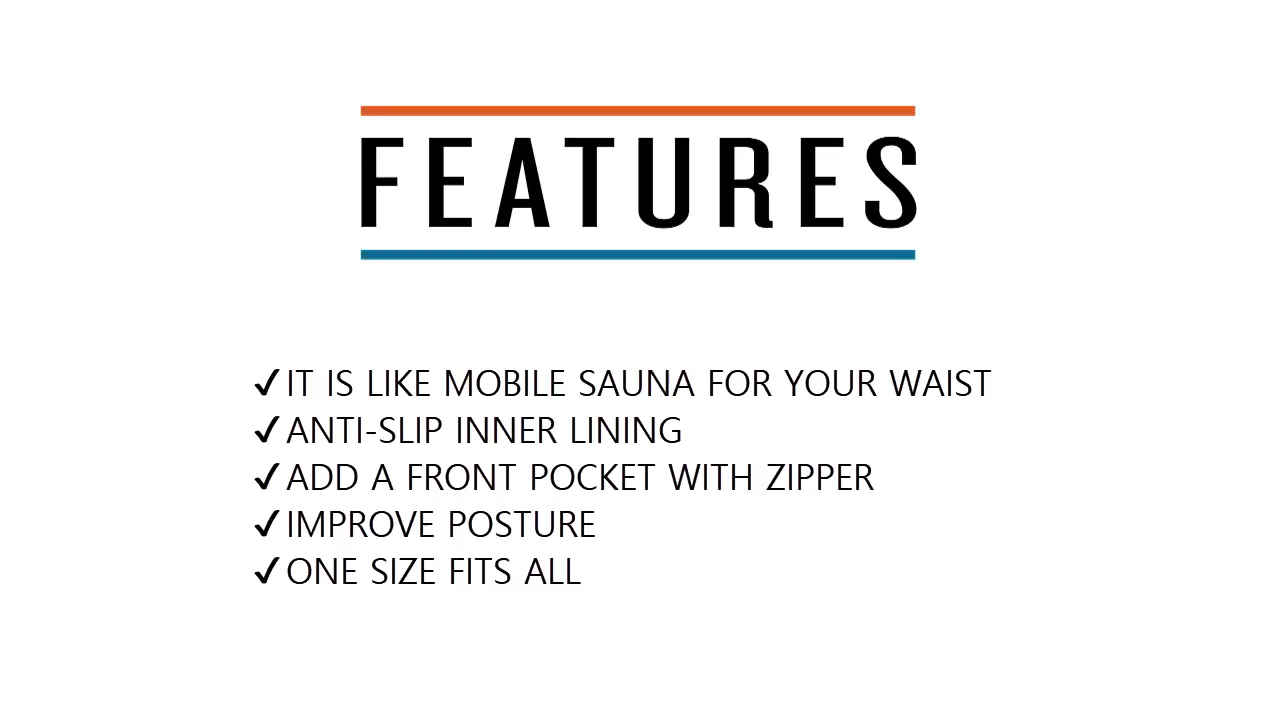 FEATURES
✓IT IS LIKE MOBILE SAUNA FOR YOUR WAIST
✓ANTI-SLIP INNER LINING
✓ADD A FRONT POCKET WITH ZIPPER
✓IMPROVE POSTURE
✓ONE SIZE FITS ALL